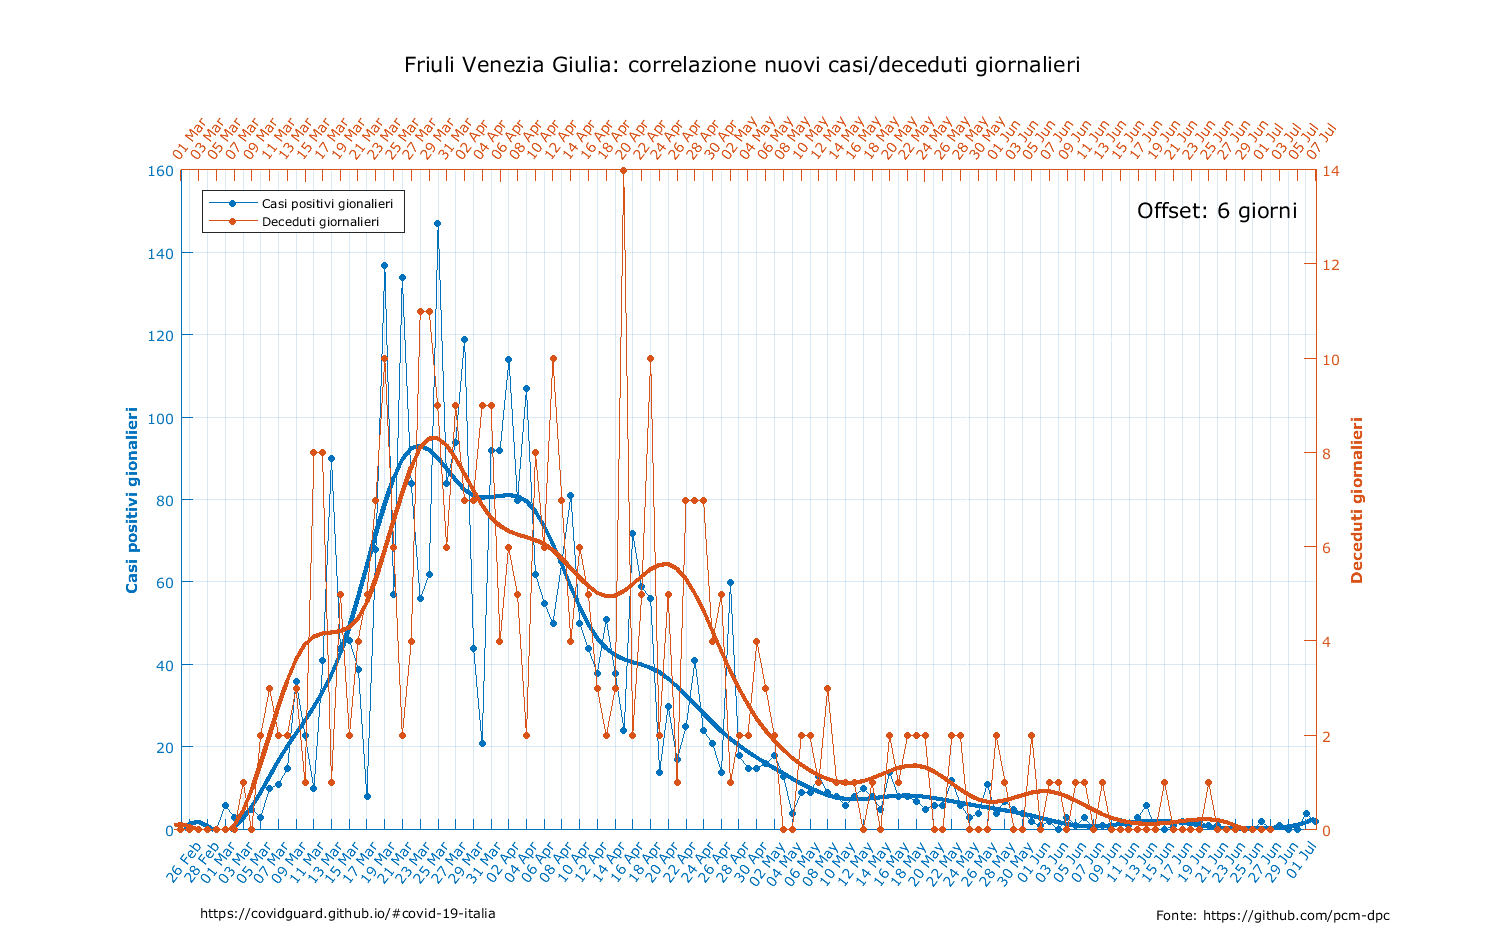 Friuli Venezia Giulia: correlazione nuovi casi/deceduti giornalieri
01 Mar
03 Mar
05 Mar
07 Mar
09 Mar
11 Mar
13 Mar
15 Mar
17 Mar
19 Mar
21 Mar
23 Mar
25 Mar
27 Mar
29 Mar
31 Mar
02 Apr
04 Apr
06 Apr
08 Apr
10 Apr
12 Apr
14 Apr
16 Apr
18 Apr
20 Apr
22 Apr
24 Apr
26 Apr
28 Apr
30 Apr
02 May
04 May
06 May
08 May
10 May
12 May
14 May
16 May
18 May
20 May
22 May
24 May
26 May
28 May
30 May
01 Jun
03 Jun
05 Jun
07 Jun
09 Jun
11 Jun
13 Jun
15 Jun
17 Jun
19 Jun
21 Jun
23 Jun
25 Jun
27 Jun
29 Jun
01 Jul
03 Jul
05 Jul
07 Jul
160
140
120
100
80
60
40
20
0
Casi positivi gionalieri
Casi positivi gionalieri
Deceduti giornalieri
Offset: 6 giorni
14
12
10
8
6
4
2
0
Deceduti giornalieri
26 Feb
28 Feb
01 Mar
03 Mar
05 Mar
07 Mar
09 Mar
11 Mar
13 Mar
15 Mar
17 Mar
19 Mar
21 Mar
23 Mar
25 Mar
27 Mar
29 Mar
31 Mar
02 Apr
04 Apr
06 Apr
08 Apr
10 Apr
12 Apr
14 Apr
16 Apr
18 Apr
20 Apr
22 Apr
24 Apr
26 Apr
28 Apr
30 Apr
02 May
04 May
06 May
08 May
10 May
12 May
14 May
16 May
18 May
20 May
22 May
24 May
26 May
28 May
30 May
01 Jun
03 Jun
05 Jun
07 Jun
09 Jun
11 Jun
13 Jun
15 Jun
17 Jun
19 Jun
21 Jun
23 Jun
25 Jun
27 Jun
29 Jun
01 Jul
https://covidguard.github.io/#covid-19-italia
Fonte: https://github.com/pcm-dpc